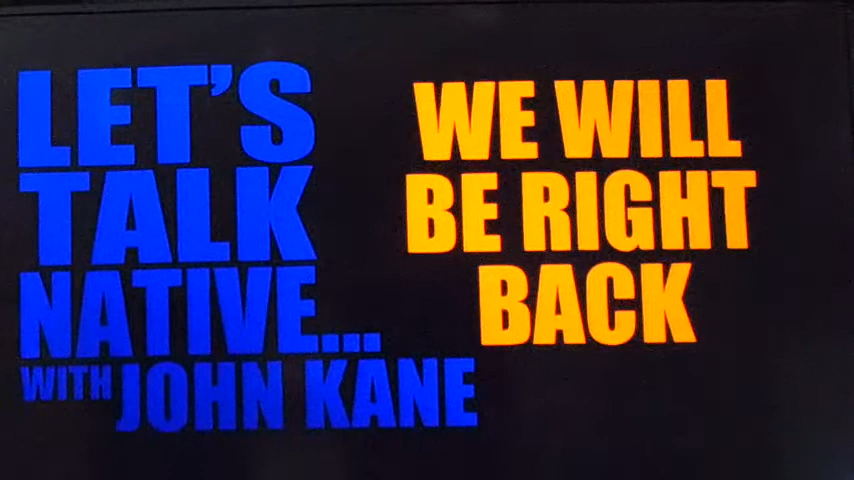 LET'S
TALK
NATIVE...
WITH JOHN KANE
WE WILL
BE RIGHT
BACK